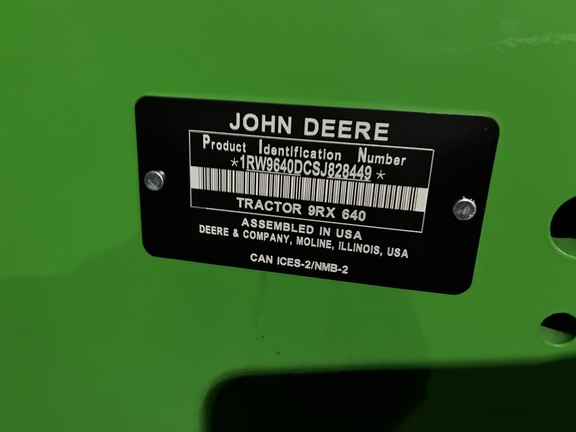 JOHN DEERE
Product Identification Number
*1RW9640DCSJ828449*
TRACTOR 9RX 640
ASSEMBLED IN USA
DEERE & COMPANY, MOLINE, ILLINOIS, USA
CAN ICES-2/NMB-2